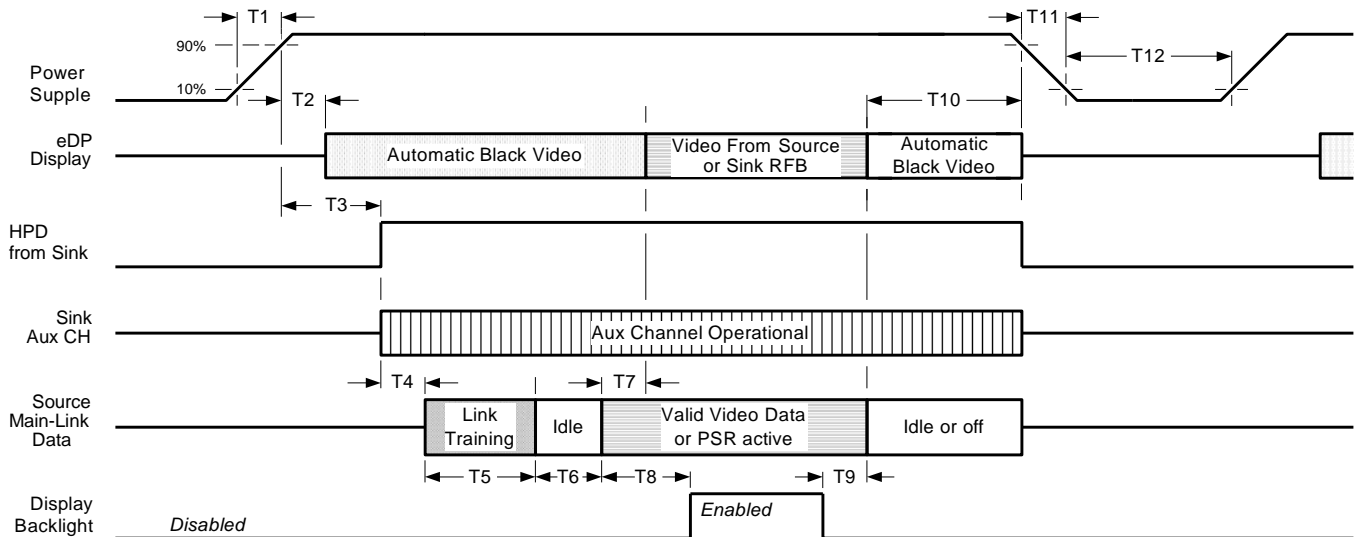 T1
T11
90%
T12
Power
Supple
10%
T2
T10
eDP
Display
Automatic Black Video
Video From Source
or Sink RFB
Automatic
Black Video
T3
HPD
from Sink
Sink
Aux CH
Aux Channel Operational
T4
T7
Source
Main-Link
Data
Link
Training
Idle
Valid Video Data
or PSR active
Idle or off
T5
T6
T8
T9
Display
Backlight
Disabled
Enabled